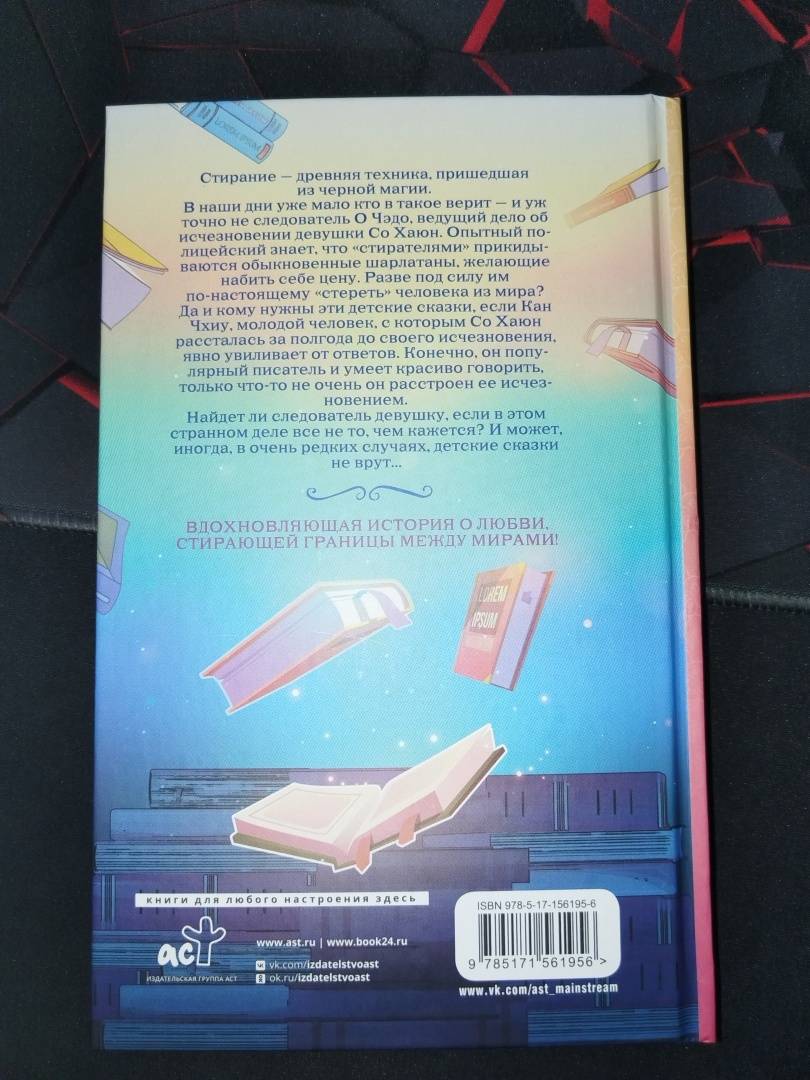 LOREM IPSUM
Стирание — древняя техника, пришедшая
из черной магии.
В наши дни уже мало кто в такое верит — и уж
точно не следователь О Чэдо, ведущий дело об
исчезновении девушки Со Хаюн. Опытный по-
лицейский знает, что «стирателями» прикиды-
ваются обыкновенные шарлатаны, желающие
набить себе цену. Разве под силу им
по-настоящему «стереть» человека из мира?
Да и кому нужны эти детские сказки, если Кан
Чхиу, молодой человек, с которым Со Хаюн
рассталась за полгода до своего исчезновения,
явно увиливает от ответов. Конечно, он попу-
лярный писатель и умеет красиво говорить,
только что-то не очень он расстроен ее исчез-
новением.
Найдет ли следователь девушку, если в этом
странном деле все не то, чем кажется? И может,
иногда, в очень редких случаях, детские сказки
не врут...
ВДОХНОВЛЯЮЩАЯ ИСТОРИЯ О ЛЮБВИ,
СТИРАЮЩЕЙ ГРАНИЦЫ МЕЖДУ МИРАМИ!
LOREM
IPSUM
книги для любого настроения здесь
аст
ИЗДАТЕЛЬСКАЯ ГРУППА АСТ
www.ast.ru | www.book24.ru
vk.com/izdatelstvoast
ok.ru/izdatelstvoast
ISBN 978-5-17-156195-6
9 785171 561956 >
www.vk.com/ast_mainstream